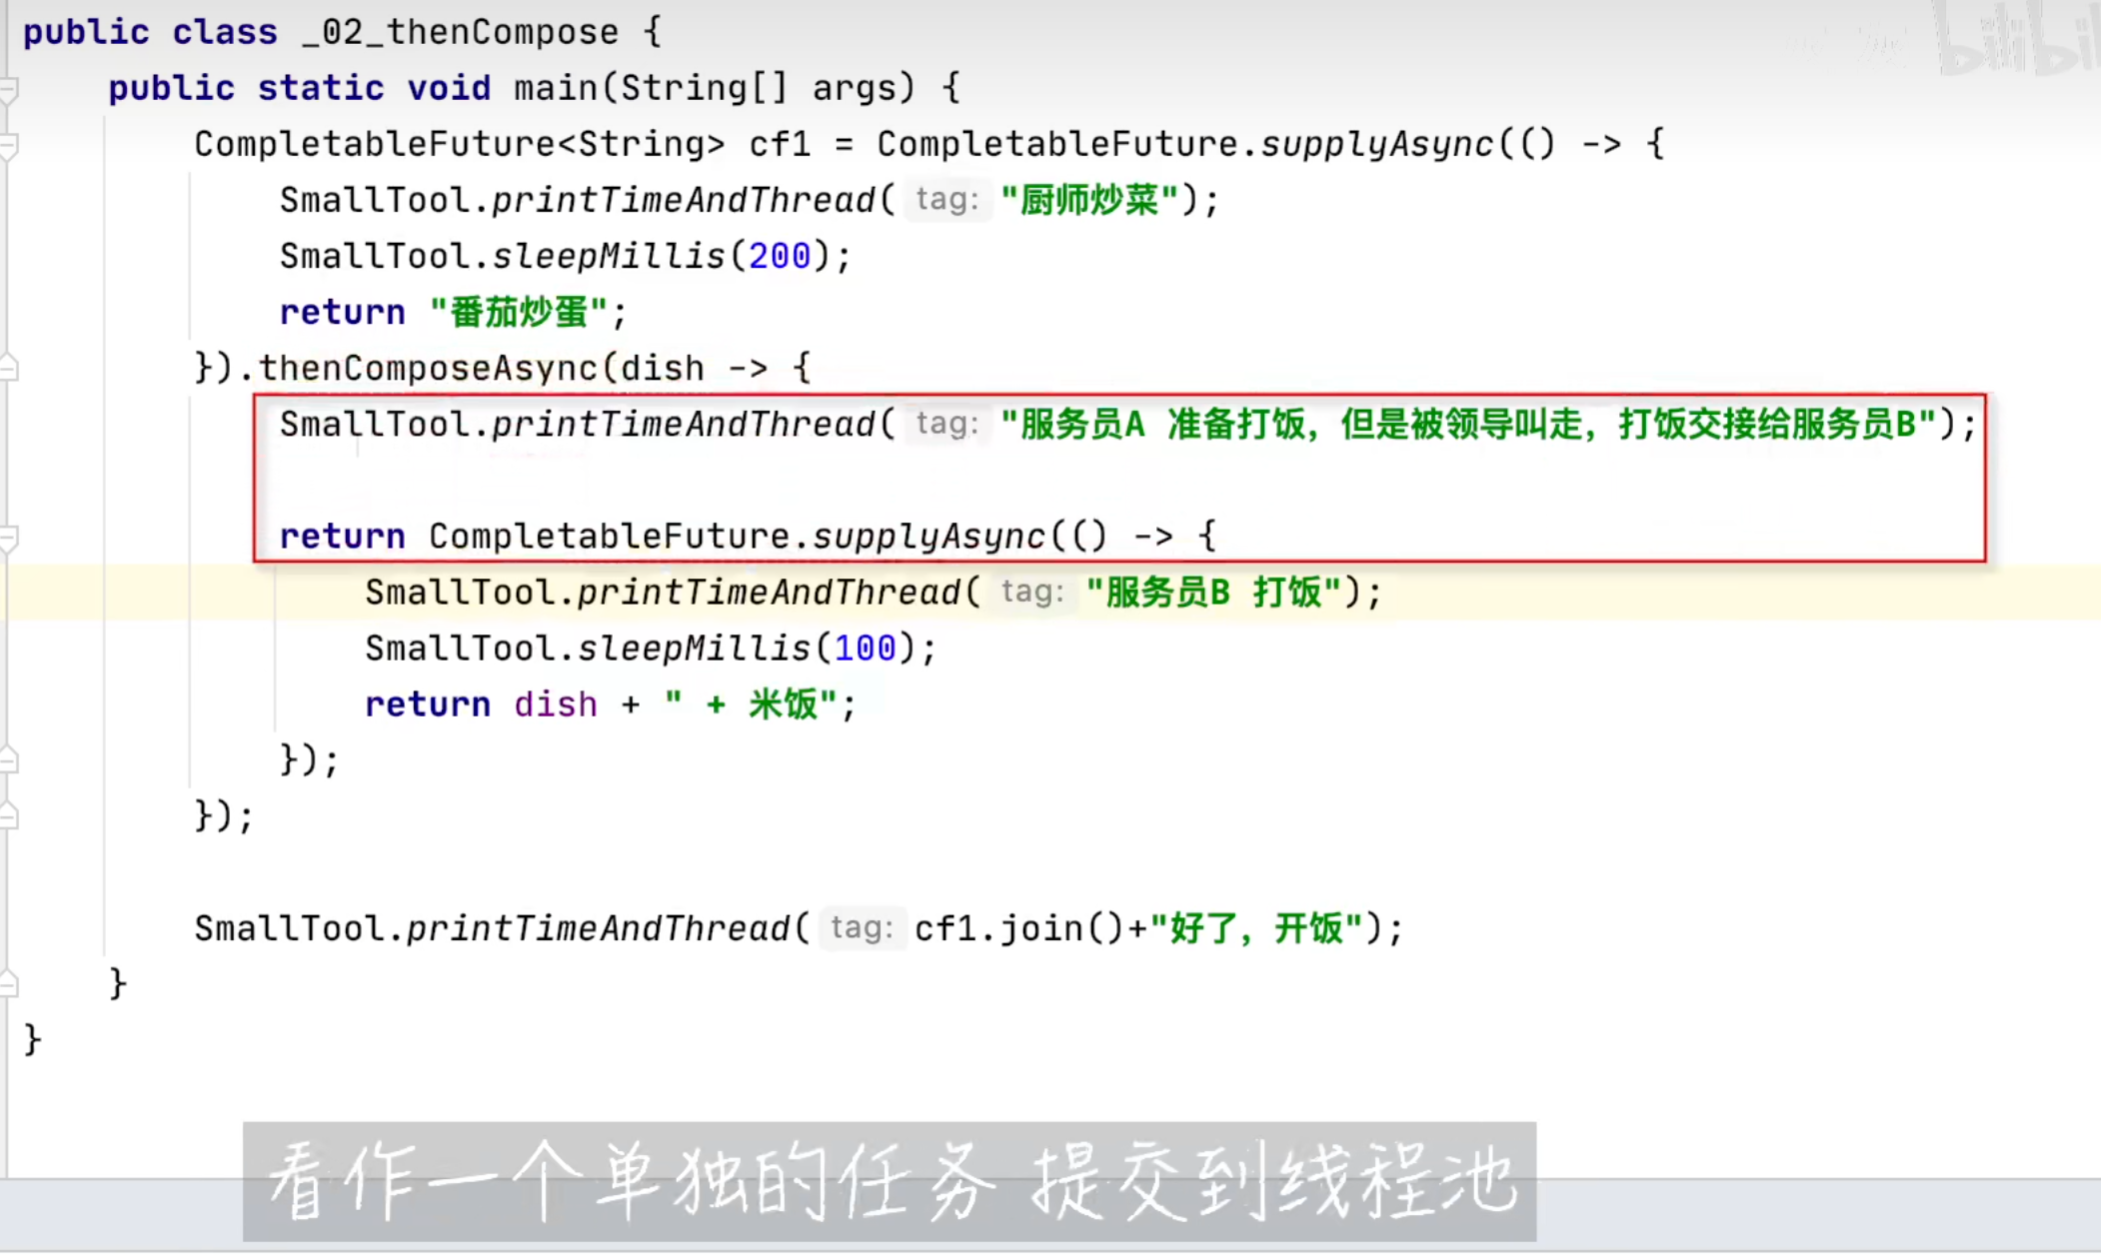 bilibil
public class _02_thenCompose {
public static void main(String[] args) {
CompletableFuture<String> cf1 = CompletableFuture.supplyAsync(() -> {
SmallTool.printTimeAndThread( tag: "厨师炒菜");
SmallTool.sleepMillis(200);
return "番茄炒蛋";
}).thenComposeAsync(dish -> {
SmallTool.printTimeAndThread( tag: "服务员A 准备打饭，但是被领导叫走，打饭交接给服务员B");
return CompletableFuture.supplyAsync(() -> {
SmallTool.printTimeAndThread( tag: "服务员B 打饭");
SmallTool.sleepMillis(100);
return dish + " + 米饭";
});
});
SmallTool.printTimeAndThread( tag: cf1.join()+"好了，开饭");
}
}
看作一个单独的任务 提交到线程池